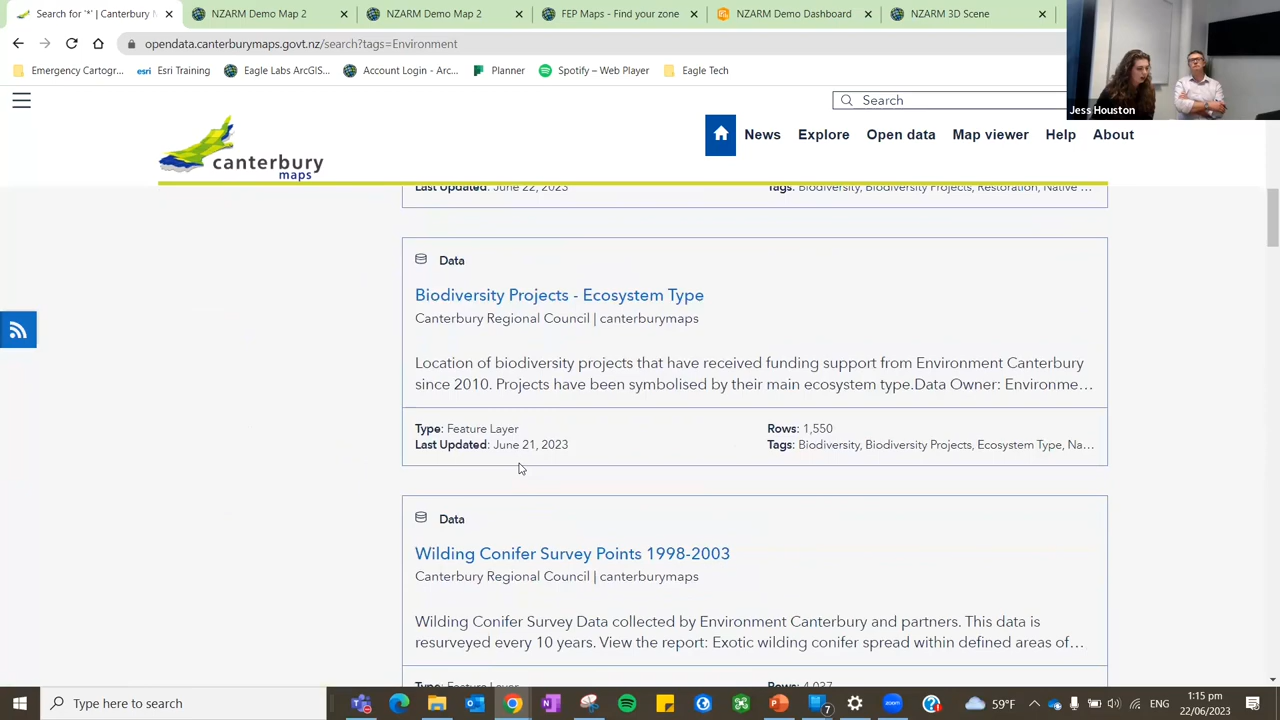 Search for '*' | Canterbury M
NZARM Demo Map 2
NZARM Demo Map 2
FEP Maps - Find your zone
NZARM Demo Dashboard
NZARM 3D Scene
opendata.canterburymaps.govt.nz/search?tags=Environment
Emergency Cartogr...
esri
Esri Training
Eagle Labs ArcGIS...
Account Login - Arc...
Planner
Spotify – Web Player
Eagle Tech
Jess Houston
Search
canterbury
maps
News
Explore
Open data
Map viewer
Help
About
Last Updated: June 22, 2023
Tags: Biodiversity, Biodiversity Projects, Restoration, Native ...
Data
Biodiversity Projects - Ecosystem Type
Canterbury Regional Council | canterburymaps
Location of biodiversity projects that have received funding support from Environment Canterbury
since 2010. Projects have been symbolised by their main ecosystem type.Data Owner: Environme...
Type: Feature Layer
Rows: 1,550
Last Updated: June 21, 2023
Tags: Biodiversity, Biodiversity Projects, Ecosystem Type, Na...
Data
Wilding Conifer Survey Points 1998-2003
Canterbury Regional Council | canterburymaps
Wilding Conifer Survey Data collected by Environment Canterbury and partners. This data is
resurveyed every 10 years. View the report: Exotic wilding conifer spread within defined areas of...
Type: Feature Layer
Rows: 4,037
Type here to search
7
zoom
59°F
ENG
1:15 pm
22/06/2023